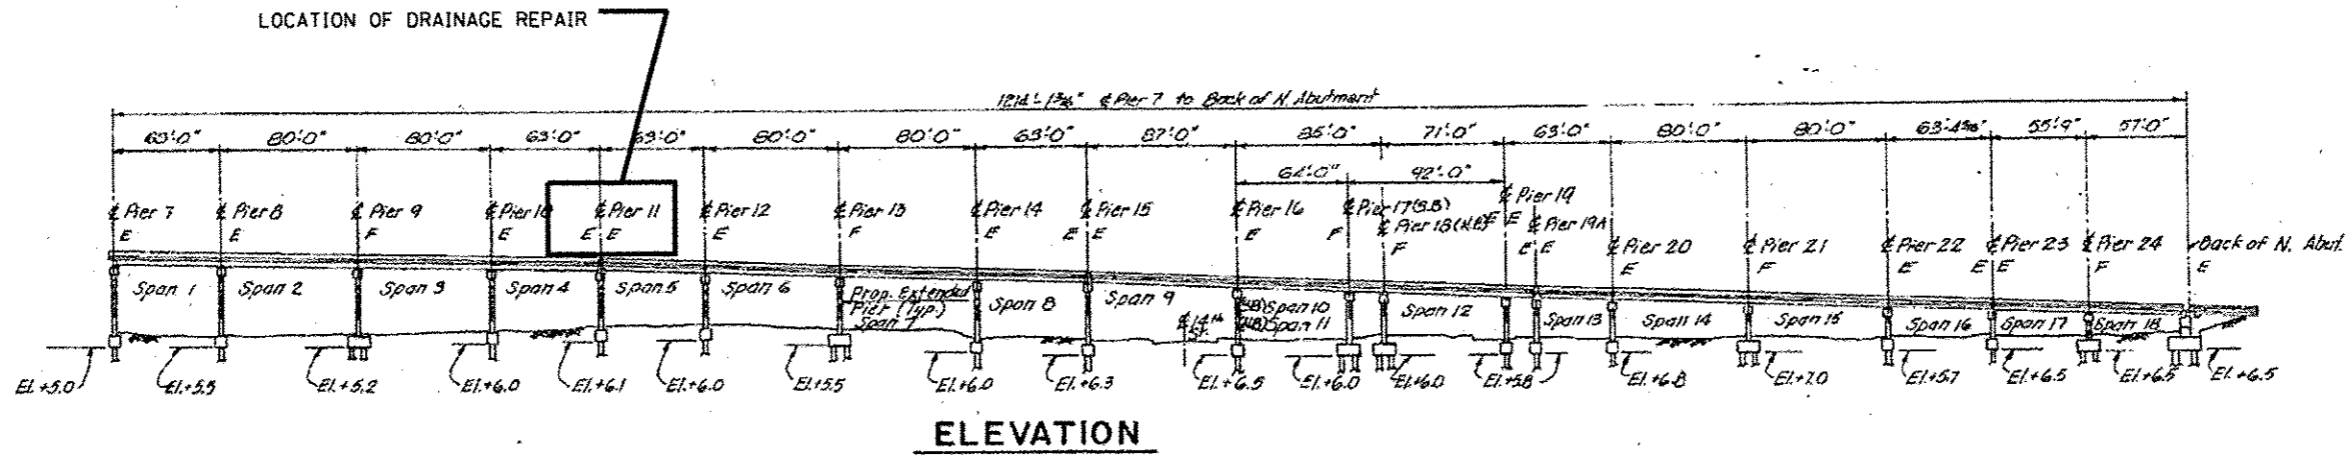 LOCATION OF DRAINAGE REPAIR
℄ Pier 7 to Back of N. Abutment
63'-0" 80'-0" 80'-0" 63'-0" 63'-0" 80'-0" 80'-0" 63'-0" 87'-0" 85'-0" 71'-0" 63'-0" 80'-0" 80'-0" 55'-9" 57'-0"
64'-0" 92'-0"
℄ Pier 7 ℄ Pier 8 ℄ Pier 9 ℄ Pier 10 ℄ Pier 11 ℄ Pier 12 ℄ Pier 13 ℄ Pier 14 ℄ Pier 15 ℄ Pier 16 ℄ Pier 17 (S.B) ℄ Pier 19
E E F E E E E F E E E E F E E
℄ Pier 18 (N.B) ℄ Pier 19A
F E E
℄ Pier 20 ℄ Pier 21 ℄ Pier 22 ℄ Pier 23 ℄ Pier 24 Back of N. Abut.
E F E E E F E
Span 1 Span 2 Span 3 Span 4 Span 5 Span 6 Prop. Extended Span 8 Span 9 Span 10 Span 12 Span 13 Span 14 Span 15 Span 16 Span 17 Span 18
Pier (Typ.)
Span 7 ℄ 14th St. Span 11
El.+5.0 El.+5.5 El.+5.2 El.+6.0 El.+6.1 El.+6.0 El.+5.5 El.+6.0 El.+6.3 El.+6.5 El.+6.0 El.+6.0 El.+5.8 El.+6.8 El.+7.0 El.+5.7 El.+6.5 El.+6.5 El.+6.5
ELEVATION